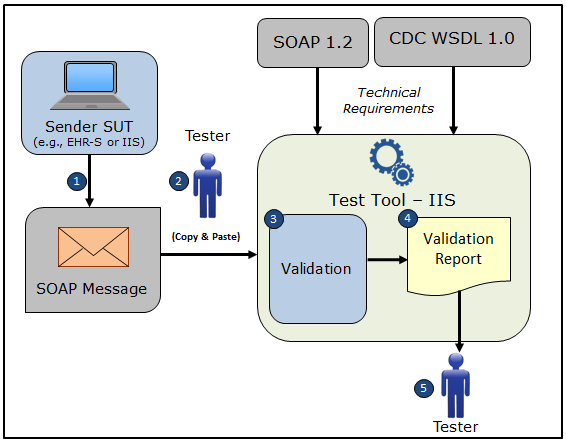 SOAP 1.2
CDC WSDL 1.0
Technical
Requirements
Sender SUT
(e.g., EHR-S or IIS)
1
Tester
2
(Copy & Paste)
SOAP Message
Test Tool – IIS
3
Validation
4
Validation
Report
5
Tester